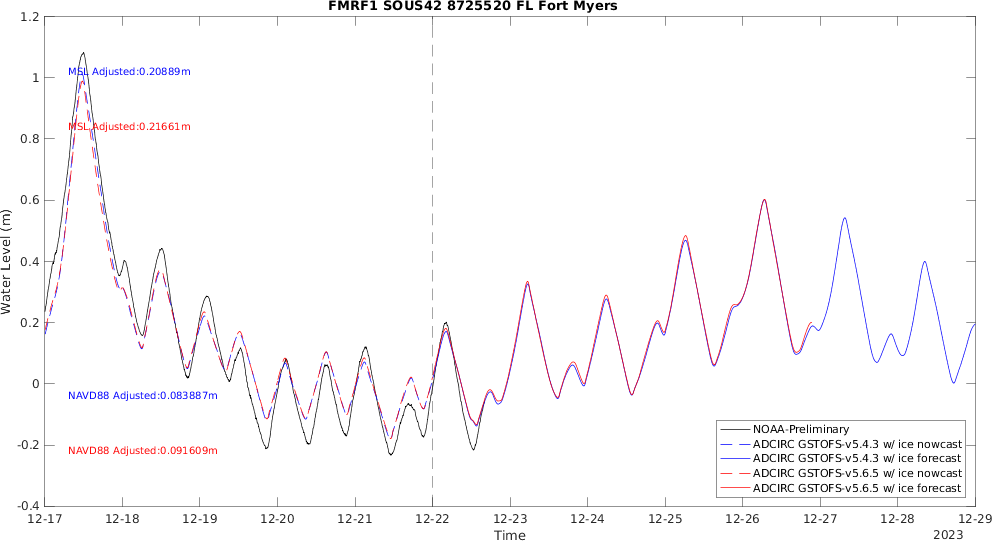 FMRF1 SOUS42 8725520 FL Fort Myers
1.2
1
0.8
0.6
0.4
0.2
0
-0.2
-0.4
Water Level (m)
MSL Adjusted:0.20889m
MSL Adjusted:0.21661m
NAVD88 Adjusted:0.083887m
NAVD88 Adjusted:0.091609m
NOAA-Preliminary
ADCIRC GSTOFS-v5.4.3 w/ ice nowcast
ADCIRC GSTOFS-v5.4.3 w/ ice forecast
ADCIRC GSTOFS-v5.6.5 w/ ice nowcast
ADCIRC GSTOFS-v5.6.5 w/ ice forecast
12-17 12-18 12-19 12-20 12-21 12-22 12-23 12-24 12-25 12-26 12-27 12-28 12-29
Time
2023